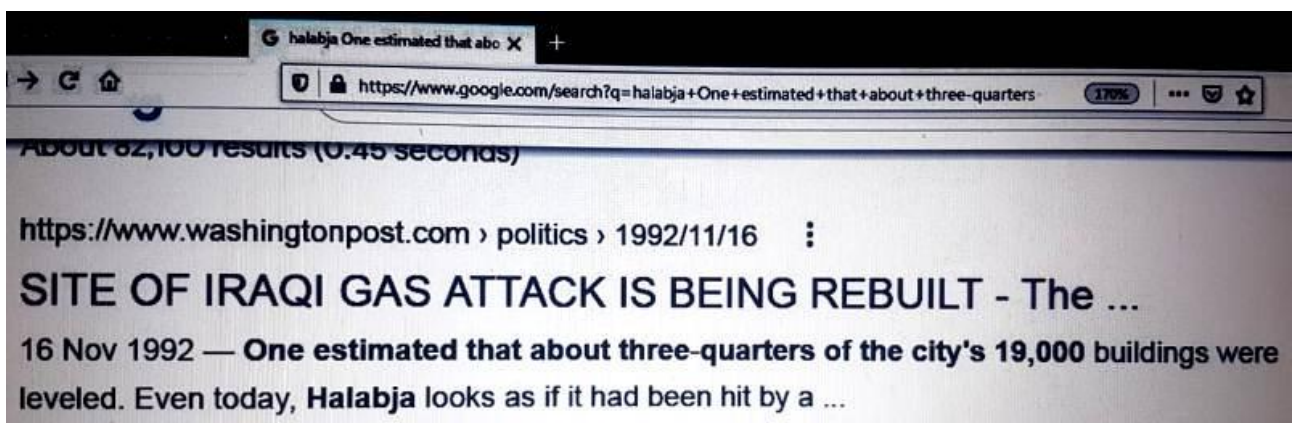 halabja One estimated that abo
https://www.google.com/search?q=halabja+One+estimated+that+about+three-quarters 170%
About 82,100 results (0.45 seconds)
https://www.washingtonpost.com › politics › 1992/11/16
SITE OF IRAQI GAS ATTACK IS BEING REBUILT - The ...
16 Nov 1992 — One estimated that about three-quarters of the city's 19,000 buildings were
leveled. Even today, Halabja looks as if it had been hit by a ...